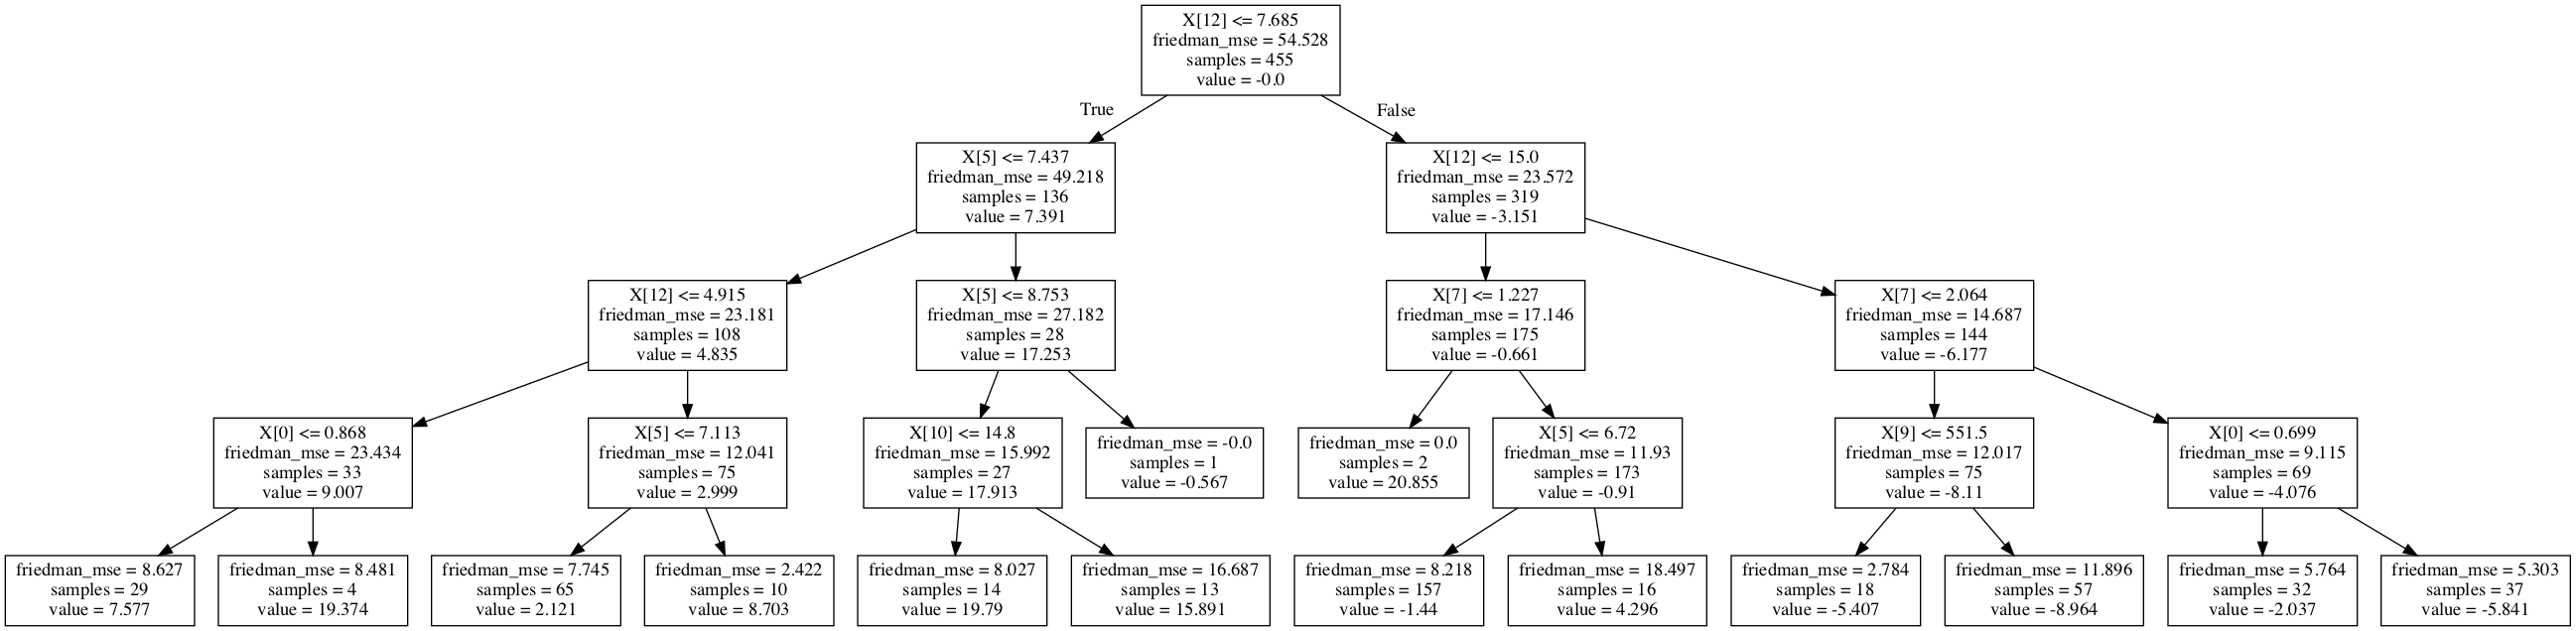 X[12] <= 7.685
friedman_mse = 54.528
samples = 455
value = -0.0
True
False
X[5] <= 7.437
friedman_mse = 49.218
samples = 136
value = 7.391
X[12] <= 15.0
friedman_mse = 23.572
samples = 319
value = -3.151
X[12] <= 4.915
friedman_mse = 23.181
samples = 108
value = 4.835
X[5] <= 8.753
friedman_mse = 27.182
samples = 28
value = 17.253
X[7] <= 1.227
friedman_mse = 17.146
samples = 175
value = -0.661
X[7] <= 2.064
friedman_mse = 14.687
samples = 144
value = -6.177
X[0] <= 0.868
friedman_mse = 23.434
samples = 33
value = 9.007
X[5] <= 7.113
friedman_mse = 12.041
samples = 75
value = 2.999
X[10] <= 14.8
friedman_mse = 15.992
samples = 27
value = 17.913
friedman_mse = -0.0
samples = 1
value = -0.567
friedman_mse = 0.0
samples = 2
value = 20.855
X[5] <= 6.72
friedman_mse = 11.93
samples = 173
value = -0.91
X[9] <= 551.5
friedman_mse = 12.017
samples = 75
value = -8.11
X[0] <= 0.699
friedman_mse = 9.115
samples = 69
value = -4.076
friedman_mse = 8.627
samples = 29
value = 7.577
friedman_mse = 8.481
samples = 4
value = 19.374
friedman_mse = 7.745
samples = 65
value = 2.121
friedman_mse = 2.422
samples = 10
value = 8.703
friedman_mse = 8.027
samples = 14
value = 19.79
friedman_mse = 16.687
samples = 13
value = 15.891
friedman_mse = 8.218
samples = 157
value = -1.44
friedman_mse = 18.497
samples = 16
value = 4.296
friedman_mse = 2.784
samples = 18
value = -5.407
friedman_mse = 11.896
samples = 57
value = -8.964
friedman_mse = 5.764
samples = 32
value = -2.037
friedman_mse = 5.303
samples = 37
value = -5.841